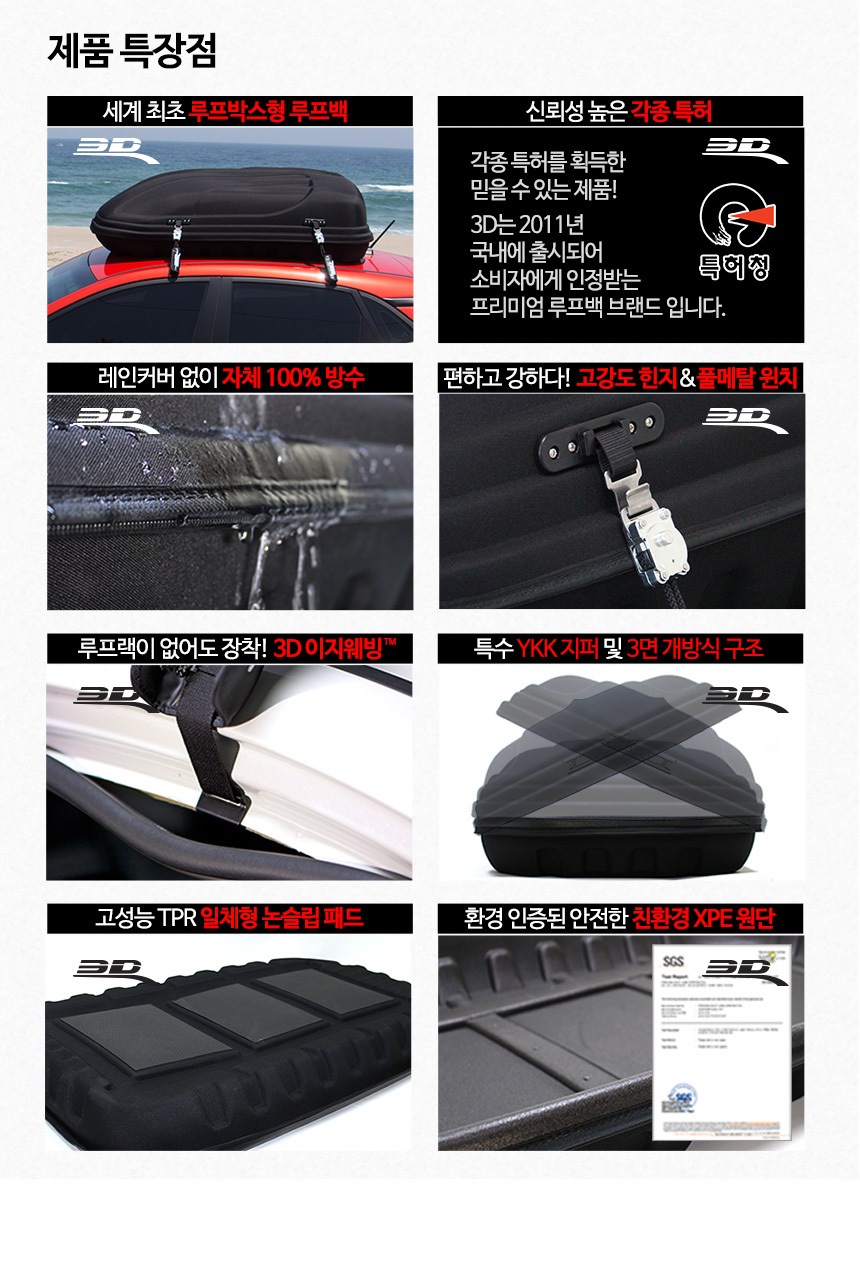 제품 특장점
세계 최초 루프박스형 루프백
3D
신뢰성 높은 각종 특허
3D
각종 특허를 획득한
믿을 수 있는 제품!
3D는 2011년
국내에 출시되어
소비자에게 인정받는
프리미엄 루프백 브랜드 입니다.
특허청
레인커버 없이 자체 100% 방수
3D
편하고 강하다! 고강도 힌지 & 풀메탈 윈치
3D
루프랙이 없어도 장착! 3D 이지웨빙™
3D
특수 YKK 지퍼 및 3면 개방식 구조
3D
고성능 TPR 일체형 논슬립 패드
3D
환경 인증된 안전한 친환경 XPE 원단
3D
SGS
Test Report
SGS